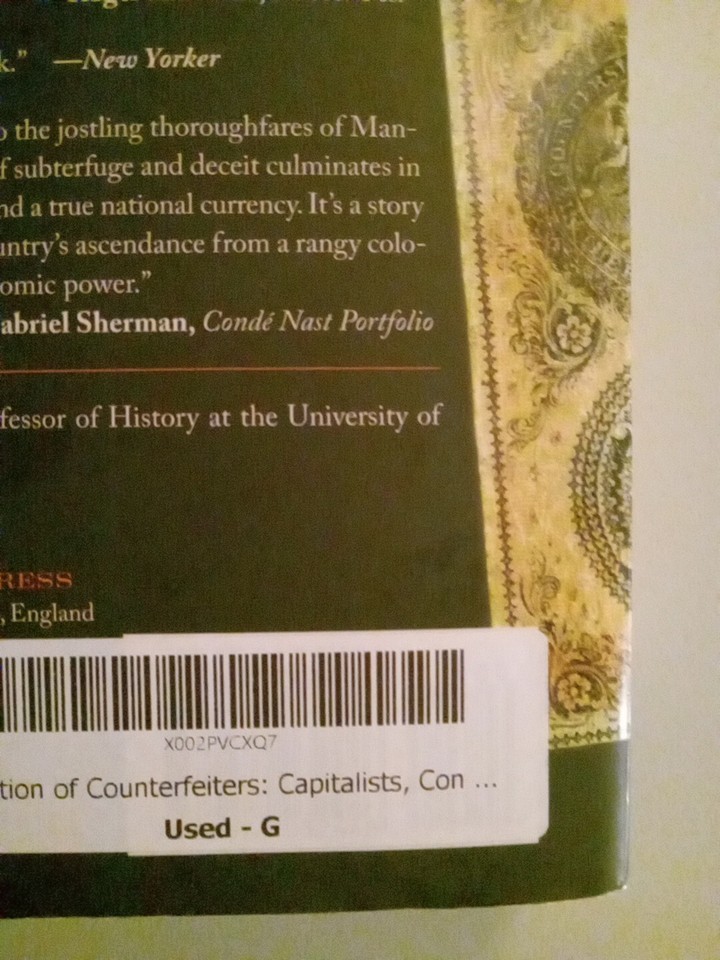 k.” —New Yorker
o the jostling thoroughfares of Man-
f subterfuge and deceit culminates in
nd a true national currency. It’s a story
untry’s ascendance from a rangy colo-
omic power.”
abriel Sherman, Condé Nast Portfolio
fessor of History at the University of
RESS
, England
X002PVCXQ7
tion of Counterfeiters: Capitalists, Con ...
Used - G
COUNTERS